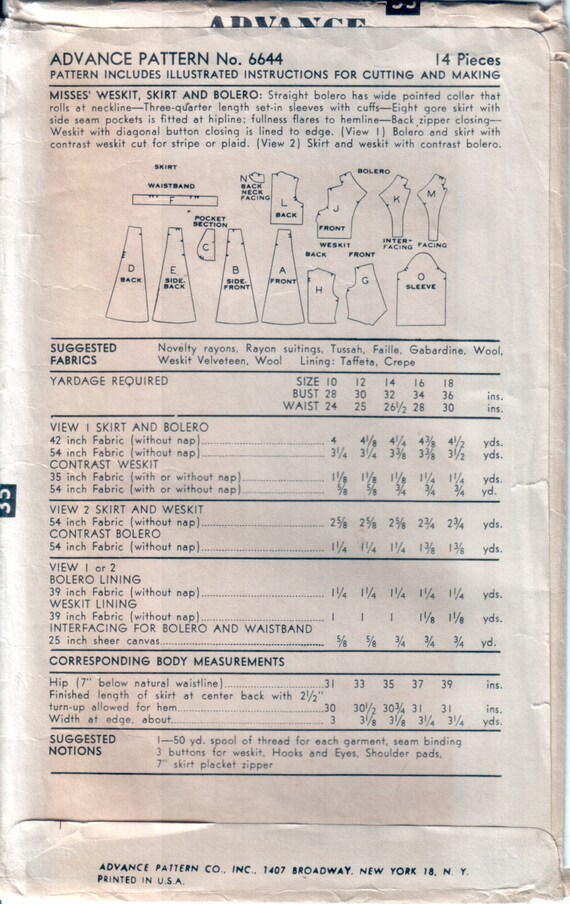 35
ADVANCE
ADVANCE PATTERN No. 6644 14 Pieces
PATTERN INCLUDES ILLUSTRATED INSTRUCTIONS FOR CUTTING AND MAKING
MISSES' WESKIT, SKIRT AND BOLERO: Straight bolero has wide pointed collar that
rolls at neckline—Three-quarter length set-in sleeves with cuffs—Eight gore skirt with
side seam pockets is fitted at hipline; fullness flares to hemline—Back zipper closing—
Weskit with diagonal button closing is lined to edge. (View 1) Bolero and skirt with
contrast weskit cut for stripe or plaid. (View 2) Skirt and weskit with contrast bolero.
SKIRT
WAISTBAND
F
POCKET
SECTION
C
D
BACK
E
SIDE-
BACK
B
SIDE-
FRONT
A
FRONT
BOLERO
N
BACK
NECK
FACING
L
BACK
J
FRONT
K
INTER-
FACING
M
FACING
WESKIT
BACK FRONT
H
G
O
SLEEVE
SUGGESTED Novelty rayons, Rayon suitings, Tussah, Faille, Gabardine, Wool,
FABRICS Weskit Velveteen, Wool Lining: Taffeta, Crepe
YARDAGE REQUIRED SIZE 10 12 14 16 18
BUST 28 30 32 34 36 ins.
WAIST 24 25 26½ 28 30 ins.
VIEW 1 SKIRT AND BOLERO
42 inch Fabric (without nap) 4 4⅛ 4¼ 4⅜ 4½ yds.
54 inch Fabric (without nap) 3¼ 3¼ 3⅜ 3⅜ 3½ yds.
CONTRAST WESKIT
35 inch Fabric (with or without nap) 1⅛ 1⅛ 1⅛ 1¼ 1¼ yds.
54 inch Fabric (with or without nap) ⅝ ⅝ ¾ ¾ ¾ yd.
VIEW 2 SKIRT AND WESKIT
54 inch Fabric (without nap) 2⅝ 2⅝ 2⅝ 2¾ 2¾ yds.
CONTRAST BOLERO
54 inch Fabric (without nap) 1¼ 1¼ 1¼ 1⅜ 1⅜ yds.
VIEW 1 or 2
BOLERO LINING
39 inch Fabric (without nap) 1¼ 1¼ 1¼ 1¼ 1¼ yds.
WESKIT LINING
39 inch Fabric (without nap) 1 1 1 1⅛ 1⅛ yds.
INTERFACING FOR BOLERO AND WAISTBAND
25 inch sheer canvas ⅝ ⅝ ¾ ¾ ¾ yd.
CORRESPONDING BODY MEASUREMENTS
Hip (7" below natural waistline) 31 33 35 37 39 ins.
Finished length of skirt at center back with 2½"
turn-up allowed for hem 30 30½ 30¾ 31 31 ins.
Width at edge, about 3 3⅛ 3⅛ 3¼ 3¼ yds.
SUGGESTED 1—50 yd. spool of thread for each garment, seam binding
NOTIONS 3 buttons for weskit, Hooks and Eyes, Shoulder pads,
7" skirt placket zipper
35
ADVANCE PATTERN CO., INC., 1407 BROADWAY, NEW YORK 18, N. Y.
PRINTED IN U.S.A.